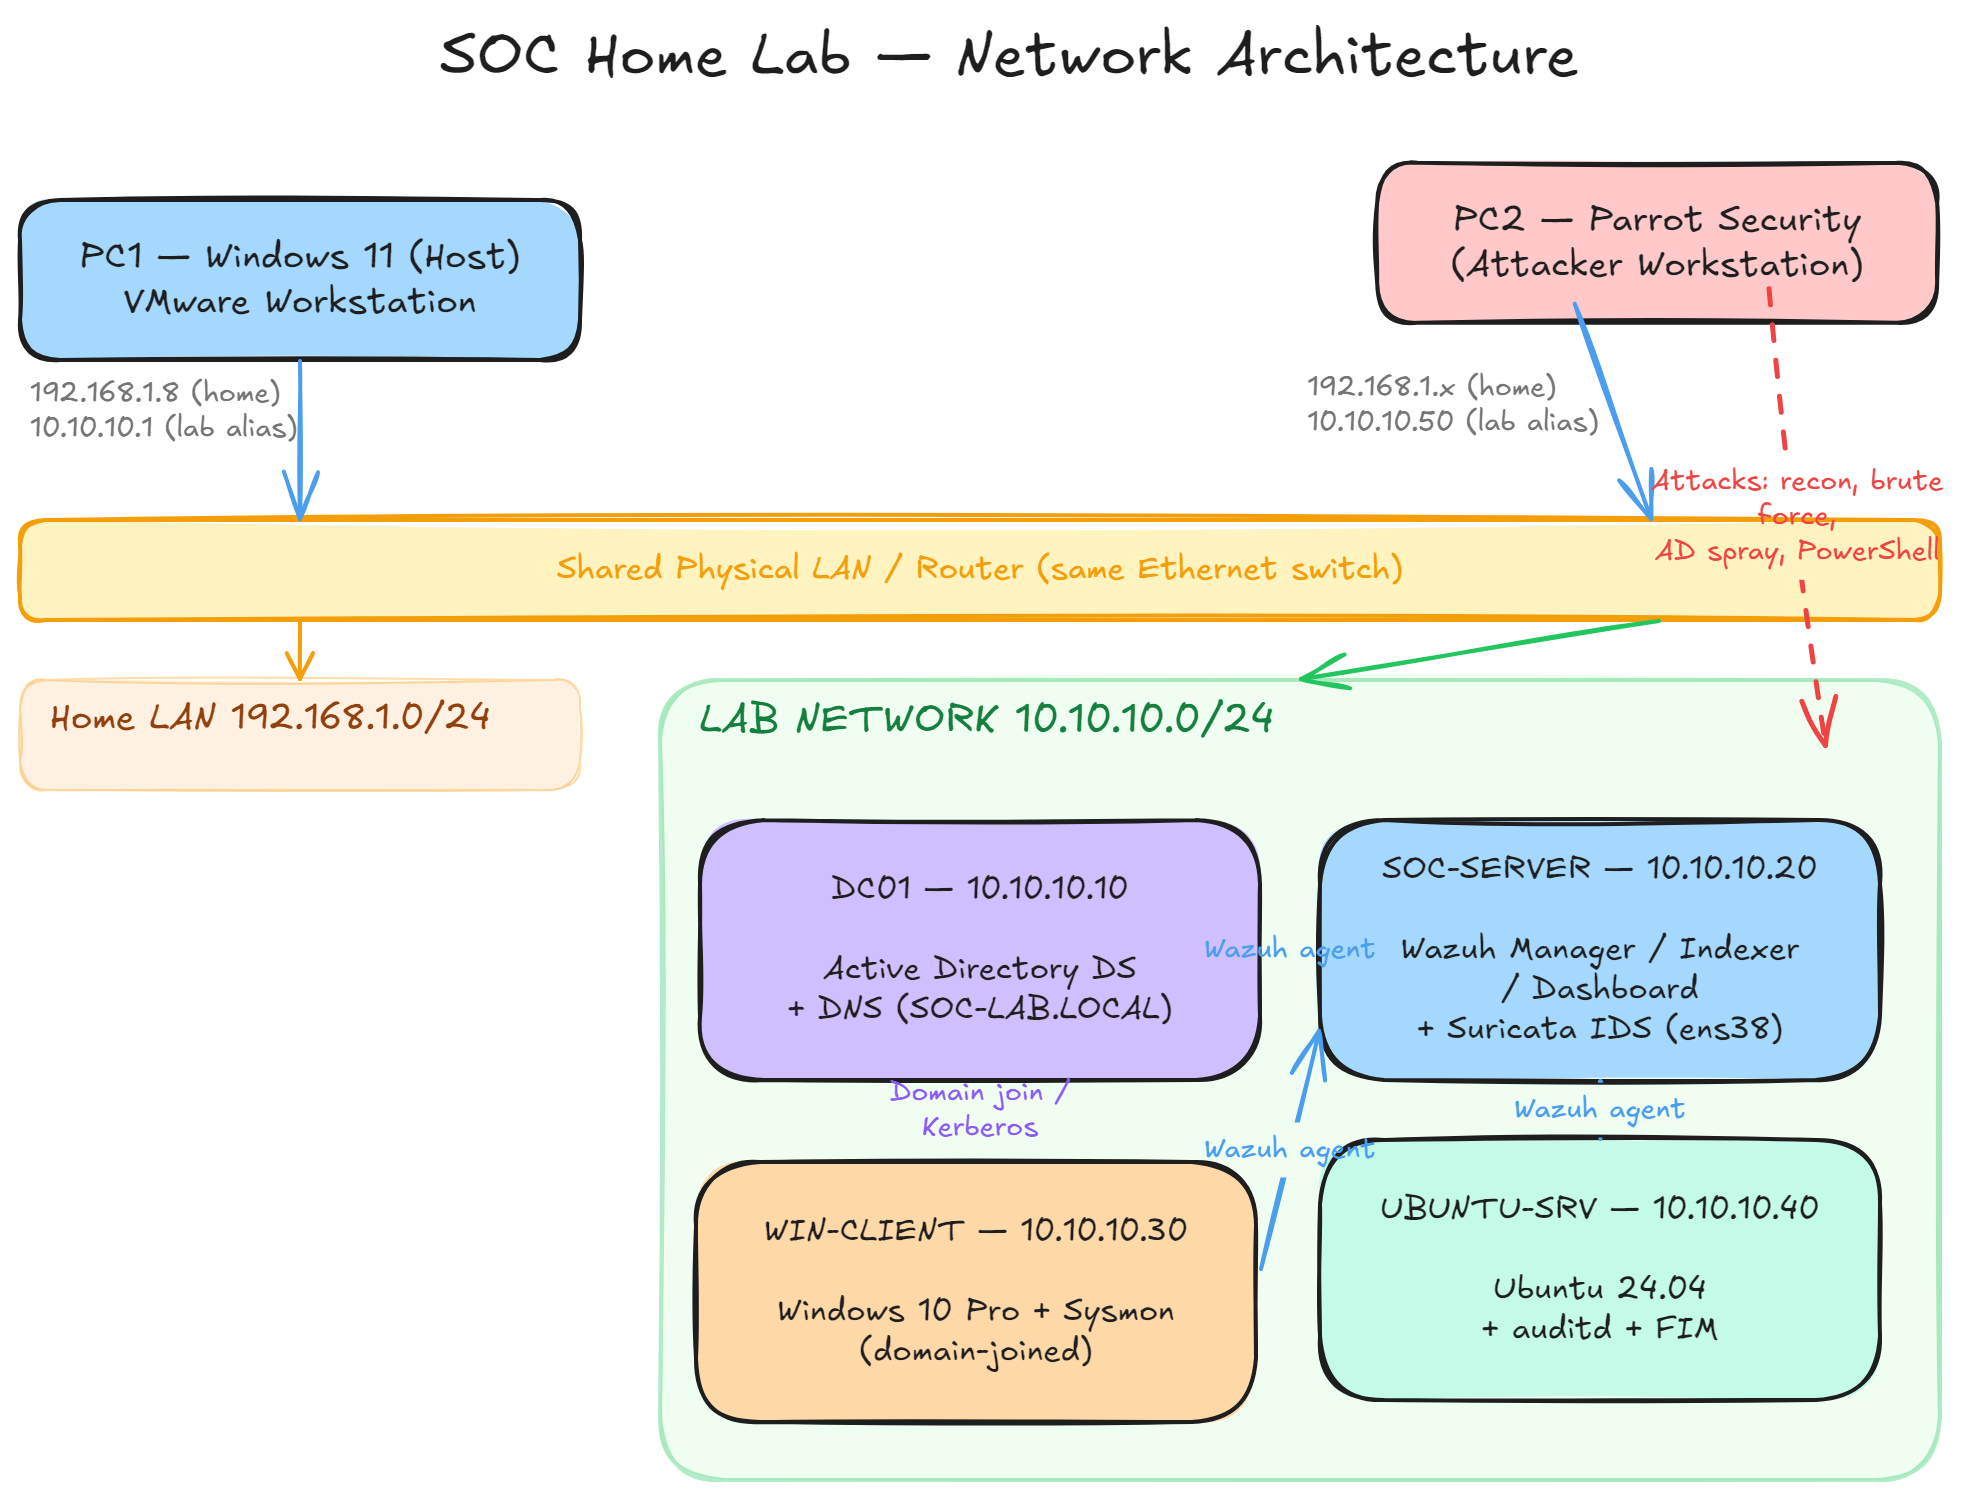 SOC Home Lab — Network Architecture
PC1 — Windows 11 (Host)
VMware Workstation
PC2 — Parrot Security
(Attacker Workstation)
192.168.1.8 (home)
10.10.10.1 (lab alias)
192.168.1.x (home)
10.10.10.50 (lab alias)
Attacks: recon, brute
force,
AD spray, PowerShell
Shared Physical LAN / Router (same Ethernet switch)
Home LAN 192.168.1.0/24
LAB NETWORK 10.10.10.0/24
DC01 — 10.10.10.10
Active Directory DS
+ DNS (SOC-LAB.LOCAL)
Wazuh agent
SOC-SERVER — 10.10.10.20
Wazuh Manager / Indexer
/ Dashboard
+ Suricata IDS (ens38)
Domain join /
Kerberos
Wazuh agent
Wazuh agent
WIN-CLIENT — 10.10.10.30
Windows 10 Pro + Sysmon
(domain-joined)
UBUNTU-SRV — 10.10.10.40
Ubuntu 24.04
+ auditd + FIM